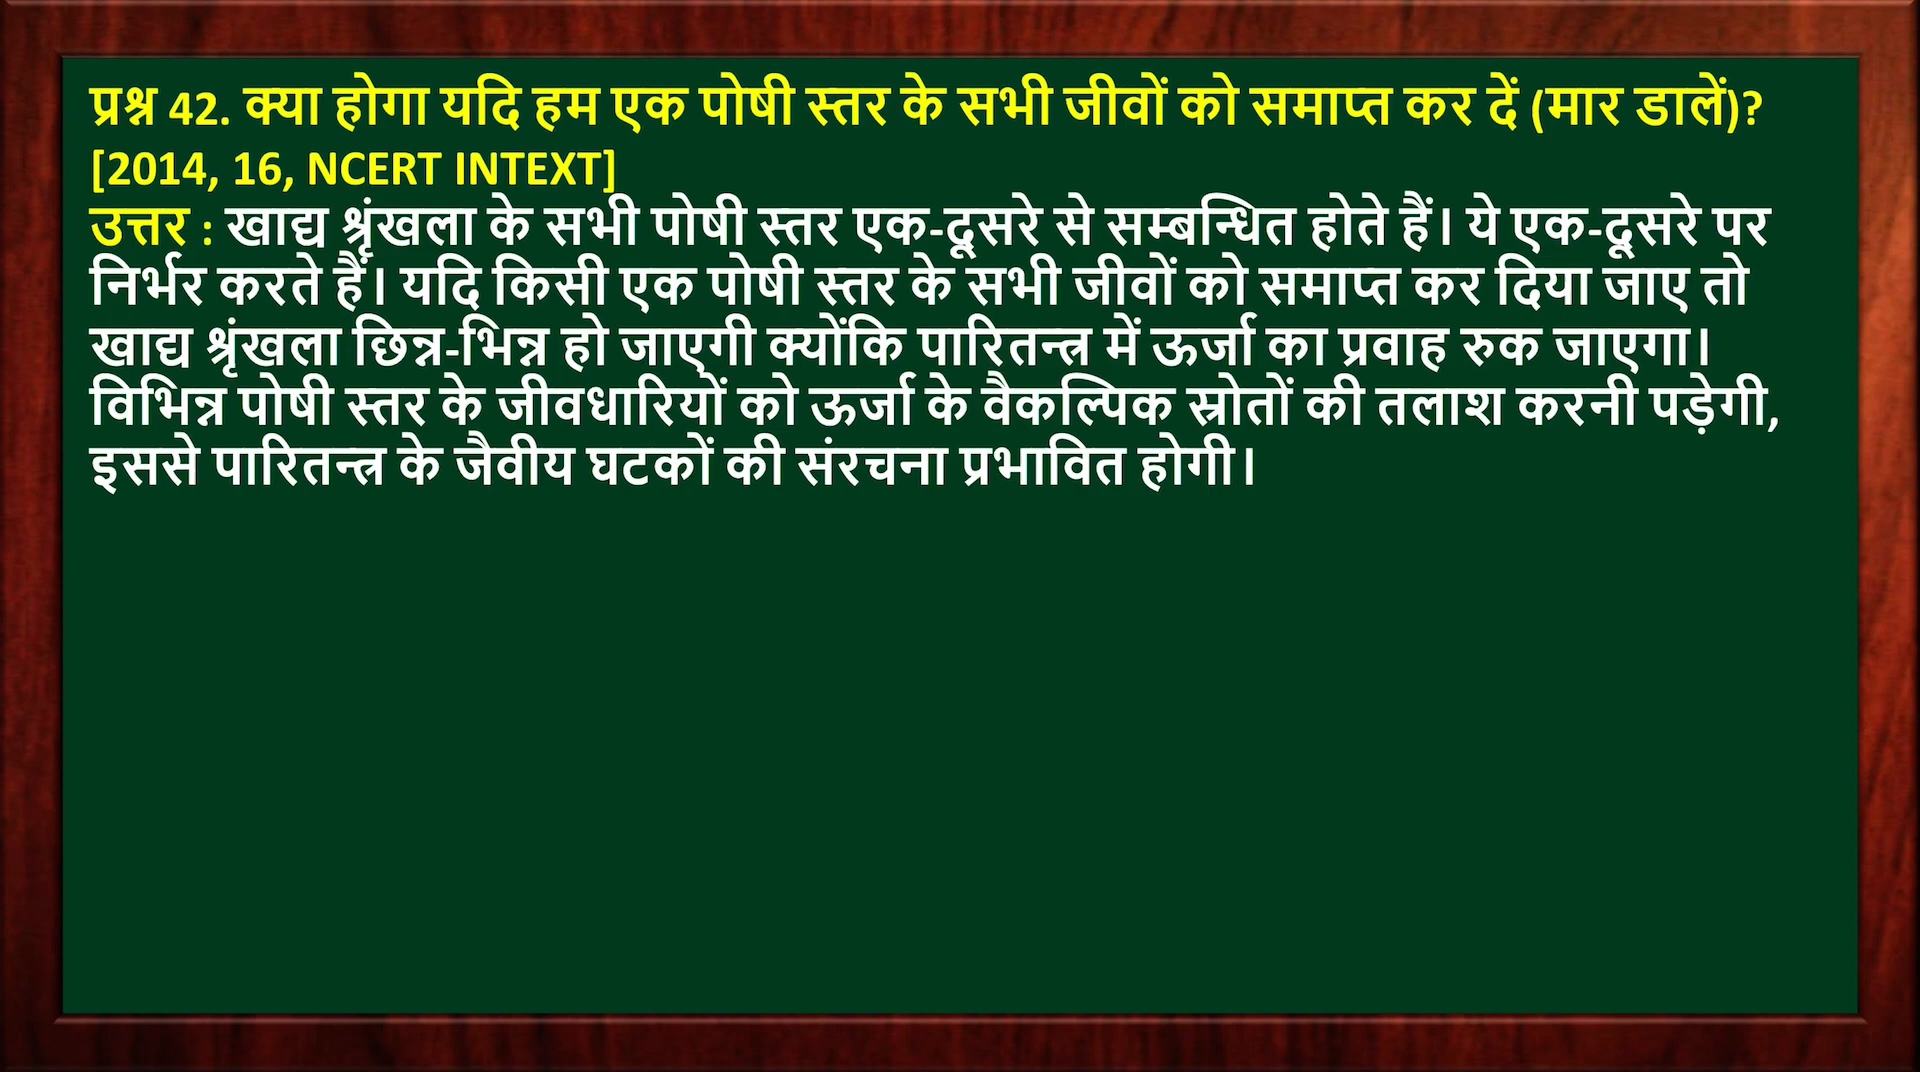 प्रश्न 42. क्या होगा यदि हम एक पोषी स्तर के सभी जीवों को समाप्त कर दें (मार डालें)?
[2014, 16, NCERT INTEXT]
उत्तर : खाद्य श्रृंखला के सभी पोषी स्तर एक-दूसरे से सम्बन्धित होते हैं। ये एक-दूसरे पर
निर्भर करते हैं। यदि किसी एक पोषी स्तर के सभी जीवों को समाप्त कर दिया जाए तो
खाद्य श्रृंखला छिन्न-भिन्न हो जाएगी क्योंकि पारितन्त्र में ऊर्जा का प्रवाह रुक जाएगा।
विभिन्न पोषी स्तर के जीवधारियों को ऊर्जा के वैकल्पिक स्रोतों की तलाश करनी पड़ेगी,
इससे पारितन्त्र के जैवीय घटकों की संरचना प्रभावित होगी।